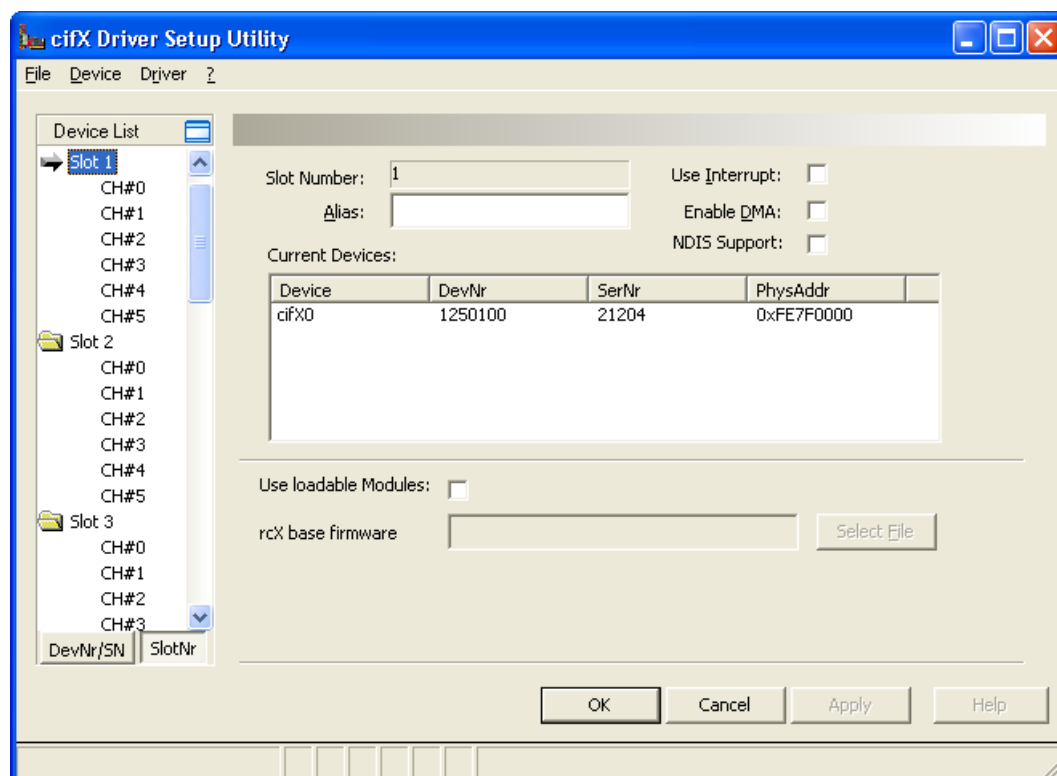 cifX Driver Setup Utility
File Device Driver ?
Device List
Slot 1
CH#0
CH#1
CH#2
CH#3
CH#4
CH#5
Slot 2
CH#0
CH#1
CH#2
CH#3
CH#4
CH#5
Slot 3
CH#0
CH#1
CH#2
CH#3
DevNr/SN SlotNr
Slot Number: 1
Alias:
Use Interrupt:
Enable DMA:
NDIS Support:
Current Devices:
Device DevNr SerNr PhysAddr
cifX0 1250100 21204 0xFE7F0000
Use loadable Modules:
rcX base firmware Select File
OK Cancel Apply Help